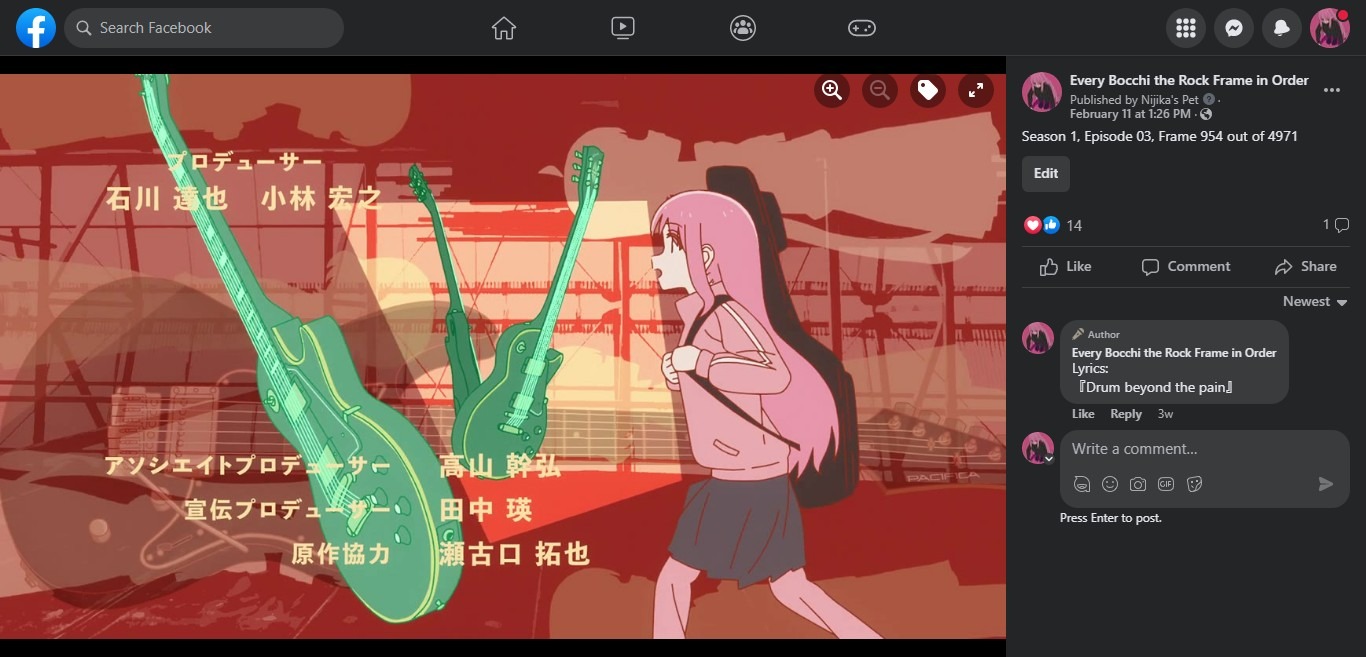 Search Facebook
プロデューサー
石川 達也　小林 宏之
アソシエイトプロデューサー　高山 幹弘
宣伝プロデューサー　田中 瑛
原作協力　瀬古口 拓也
PACIFICA
Every Bocchi the Rock Frame in Order
Published by Nijika's Pet ·
February 11 at 1:26 PM ·
Season 1, Episode 03, Frame 954 out of 4971
Edit
14
1
Like Comment Share
Newest
Author
Every Bocchi the Rock Frame in Order
Lyrics:
『Drum beyond the pain』
Like Reply 3w
Write a comment...
GIF
Press Enter to post.